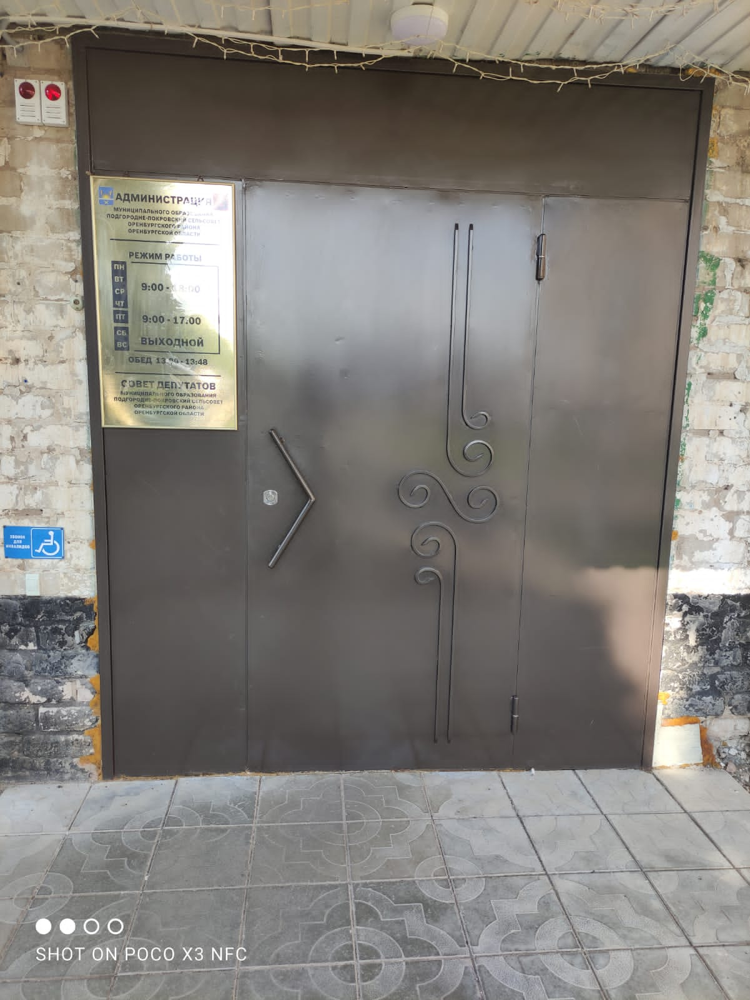 АДМИНИСТРАЦИЯ
МУНИЦИПАЛЬНОГО ОБРАЗОВАНИЯ
ПОДГОРОДНЕ-ПОКРОВСКИЙ СЕЛЬСОВЕТ
ОРЕНБУРГСКОГО РАЙОНА
ОРЕНБУРГСКОЙ ОБЛАСТИ
РЕЖИМ РАБОТЫ
ПН
ВТ
СР
ЧТ
9:00 - 18:00
ПТ
9:00 - 17.00
СБ
ВС
ВЫХОДНОЙ
ОБЕД 13:00 - 13:48
СОВЕТ ДЕПУТАТОВ
МУНИЦИПАЛЬНОГО ОБРАЗОВАНИЯ
ПОДГОРОДНЕ-ПОКРОВСКИЙ СЕЛЬСОВЕТ
ОРЕНБУРГСКОГО РАЙОНА
ОРЕНБУРГСКОЙ ОБЛАСТИ
ЗВОНОК
ДЛЯ
ИНВАЛИДОВ
SHOT ON POCO X3 NFC